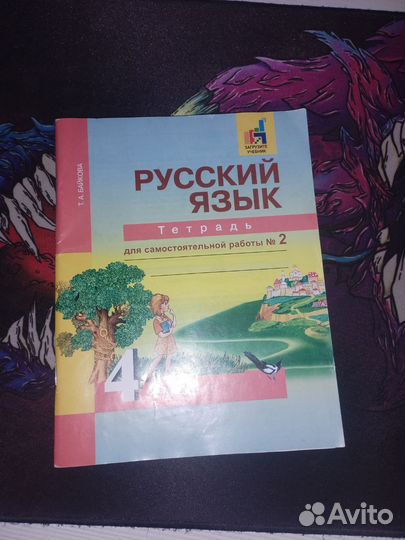 ЗАГРУЗИТЕ
УЧЕБНИК
Т. А. БАЙКОВА
РУССКИЙ
ЯЗЫК
Тетрадь
для самостоятельной работы № 2
4
Avito